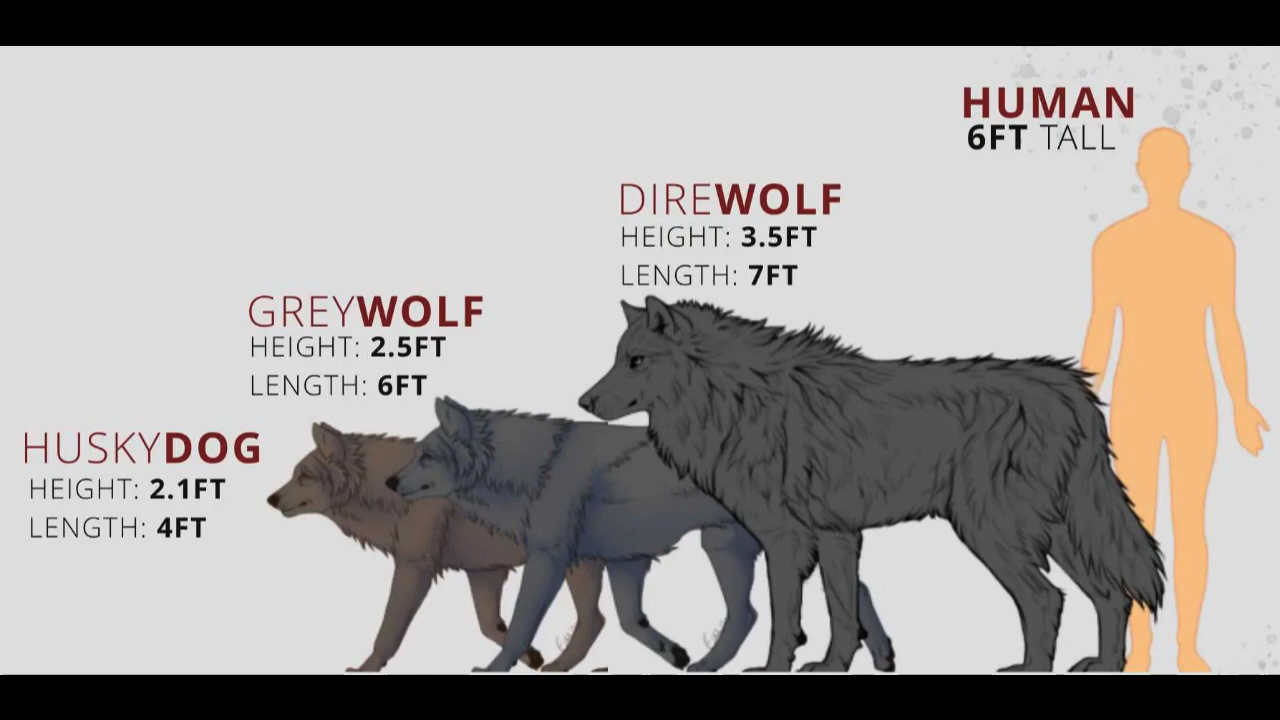 HUMAN
6FT TALL
DIREWOLF
HEIGHT: 3.5FT
LENGTH: 7FT
GREYWOLF
HEIGHT: 2.5FT
LENGTH: 6FT
HUSKYDOG
HEIGHT: 2.1FT
LENGTH: 4FT